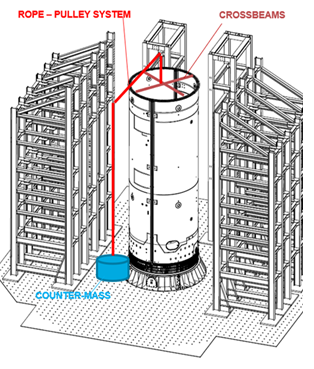 ROPE – PULLEY SYSTEM
CROSSBEAMS
COUNTER-MASS